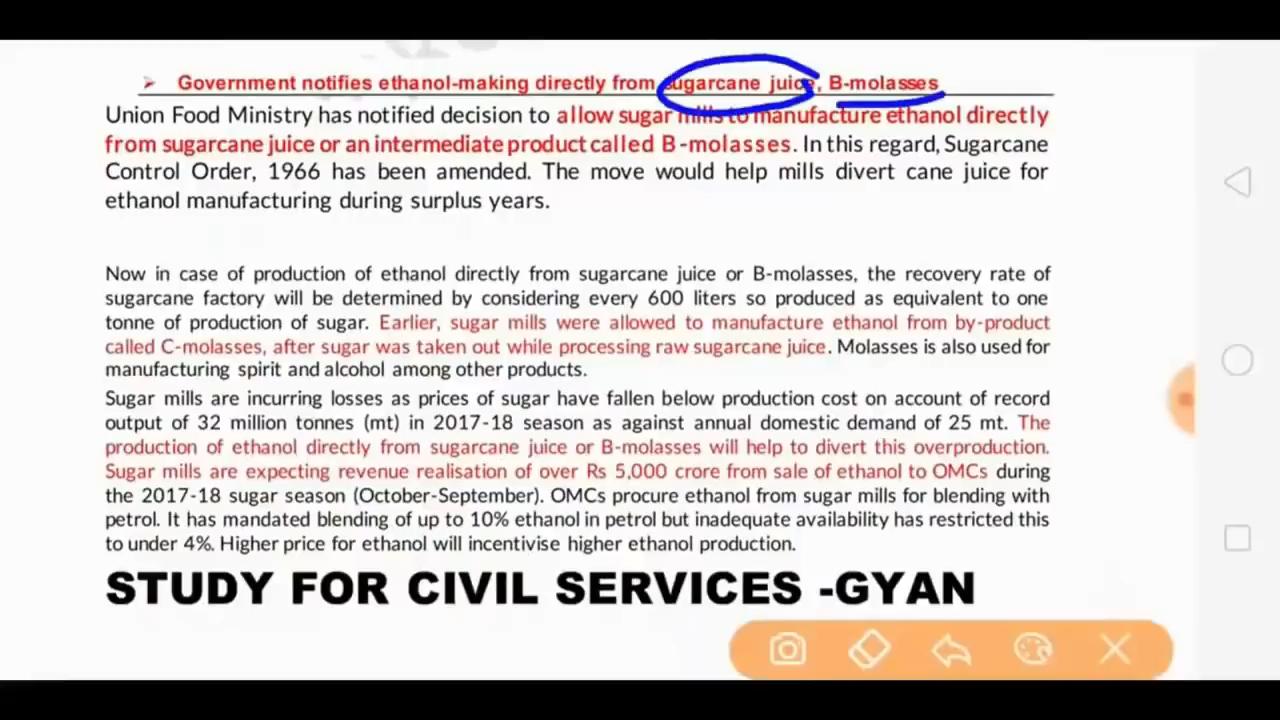 Government notifies ethanol-making directly from sugarcane juice, B-molasses
Union Food Ministry has notified decision to allow sugar mills to manufacture ethanol directly
from sugarcane juice or an intermediate product called B-molasses. In this regard, Sugarcane
Control Order, 1966 has been amended. The move would help mills divert cane juice for
ethanol manufacturing during surplus years.
Now in case of production of ethanol directly from sugarcane juice or B-molasses, the recovery rate of
sugarcane factory will be determined by considering every 600 liters so produced as equivalent to one
tonne of production of sugar. Earlier, sugar mills were allowed to manufacture ethanol from by-product
called C-molasses, after sugar was taken out while processing raw sugarcane juice. Molasses is also used for
manufacturing spirit and alcohol among other products.
Sugar mills are incurring losses as prices of sugar have fallen below production cost on account of record
output of 32 million tonnes (mt) in 2017-18 season as against annual domestic demand of 25 mt. The
production of ethanol directly from sugarcane juice or B-molasses will help to divert this overproduction.
Sugar mills are expecting revenue realisation of over Rs 5,000 crore from sale of ethanol to OMCs during
the 2017-18 sugar season (October-September). OMCs procure ethanol from sugar mills for blending with
petrol. It has mandated blending of up to 10% ethanol in petrol but inadequate availability has restricted this
to under 4%. Higher price for ethanol will incentivise higher ethanol production.
STUDY FOR CIVIL SERVICES -GYAN